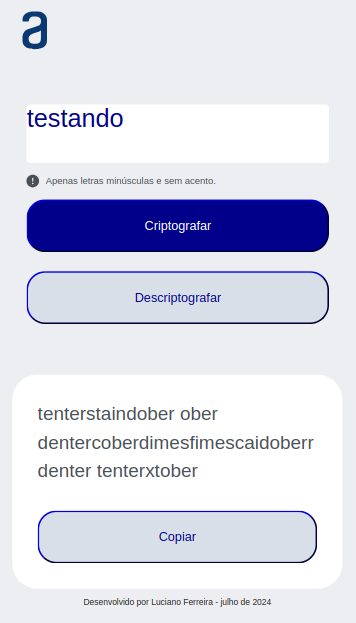 a
testando
! Apenas letras minúsculas e sem acento.
Criptografar
Descriptografar
tenterstaindober ober
dentercoberdimesfimescaidoberr
denter tenterxtober
Copiar
Desenvolvido por Luciano Ferreira - julho de 2024